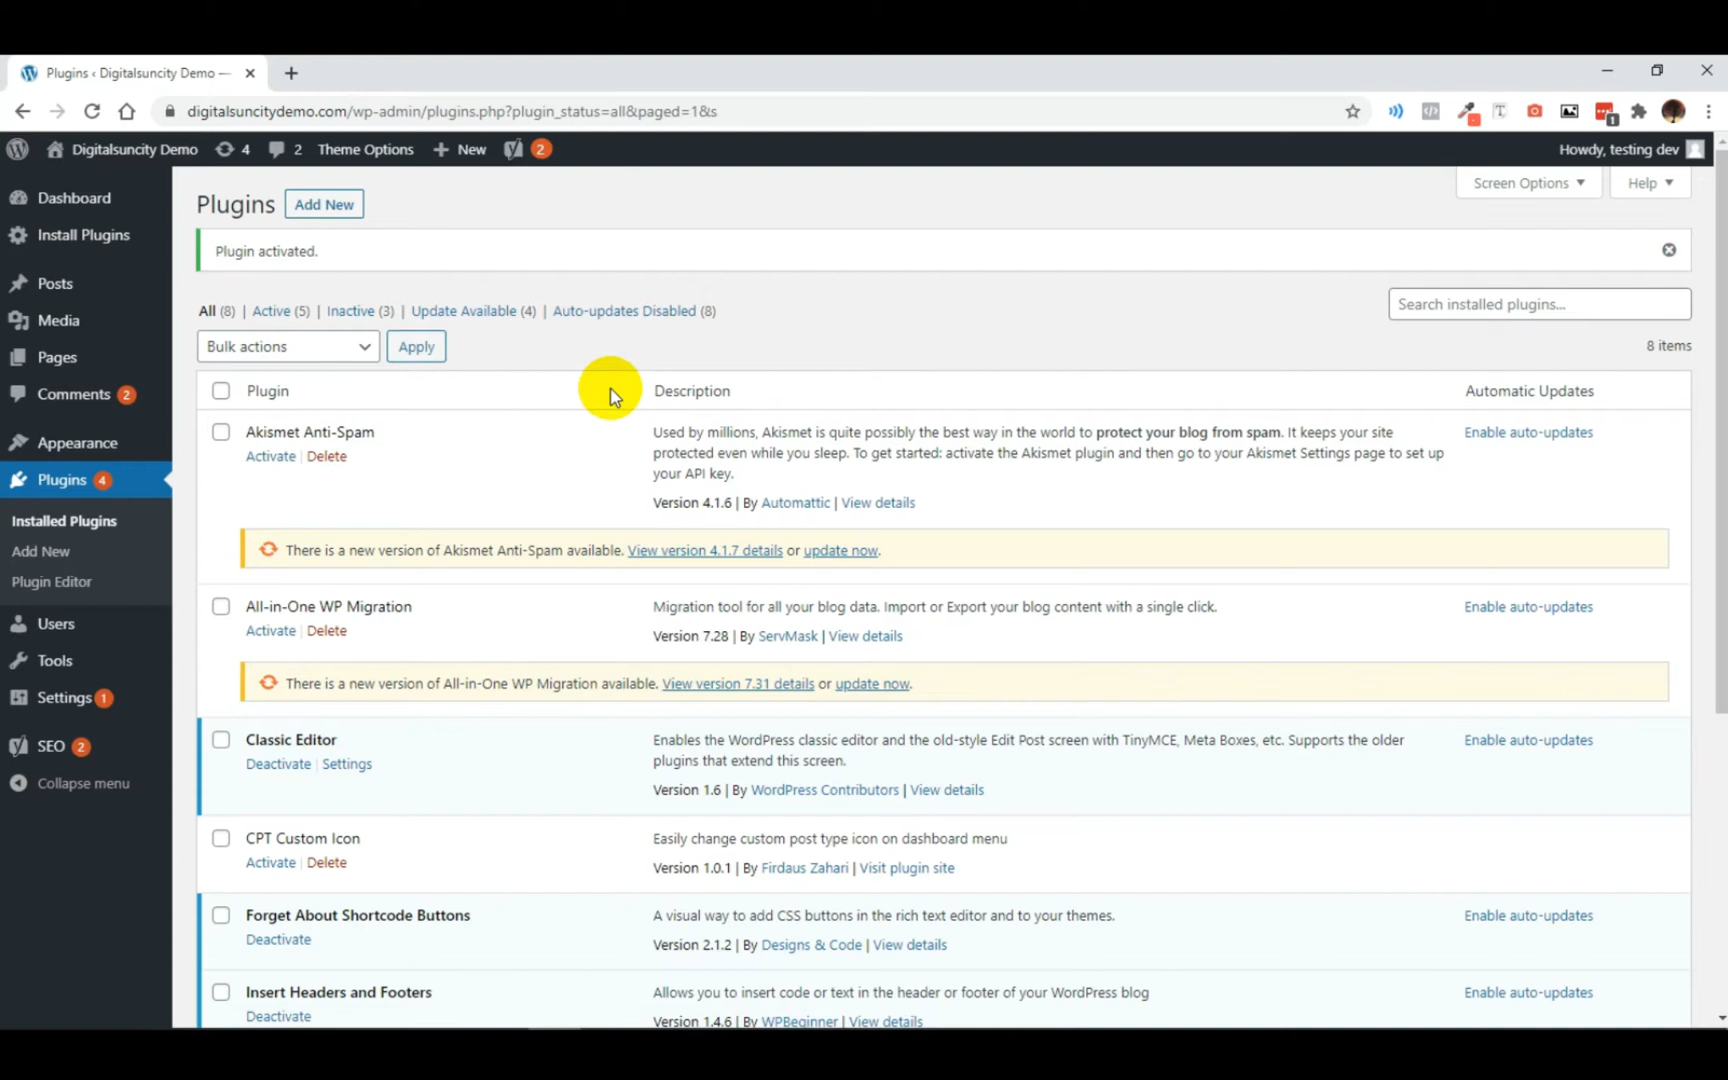 Plugins ‹ Digitalsuncity Demo —
digitalsuncitydemo.com/wp-admin/plugins.php?plugin_status=all&paged=1&s
1
Digitalsuncity Demo 4 2 Theme Options + New 2 Howdy, testing dev
Screen Options Help
Dashboard
Install Plugins
Posts
Media
Pages
Comments 2
Appearance
Plugins 4
Installed Plugins
Add New
Plugin Editor
Users
Tools
Settings 1
SEO 2
Collapse menu
Plugins Add New
Plugin activated.
All (8) | Active (5) | Inactive (3) | Update Available (4) | Auto-updates Disabled (8)
Search installed plugins...
Bulk actions Apply
8 items
Plugin Description Automatic Updates
Akismet Anti-Spam
Activate | Delete
Used by millions, Akismet is quite possibly the best way in the world to protect your blog from spam. It keeps your site
protected even while you sleep. To get started: activate the Akismet plugin and then go to your Akismet Settings page to set up
your API key.
Version 4.1.6 | By Automattic | View details
Enable auto-updates
There is a new version of Akismet Anti-Spam available. View version 4.1.7 details or update now.
All-in-One WP Migration
Activate | Delete
Migration tool for all your blog data. Import or Export your blog content with a single click.
Version 7.28 | By ServMask | View details
Enable auto-updates
There is a new version of All-in-One WP Migration available. View version 7.31 details or update now.
Classic Editor
Deactivate | Settings
Enables the WordPress classic editor and the old-style Edit Post screen with TinyMCE, Meta Boxes, etc. Supports the older
plugins that extend this screen.
Version 1.6 | By WordPress Contributors | View details
Enable auto-updates
CPT Custom Icon
Activate | Delete
Easily change custom post type icon on dashboard menu
Version 1.0.1 | By Firdaus Zahari | Visit plugin site
Forget About Shortcode Buttons
Deactivate
A visual way to add CSS buttons in the rich text editor and to your themes.
Version 2.1.2 | By Designs & Code | View details
Enable auto-updates
Insert Headers and Footers
Deactivate
Allows you to insert code or text in the header or footer of your WordPress blog
Version 1.4.6 | By WPBeginner | View details
Enable auto-updates